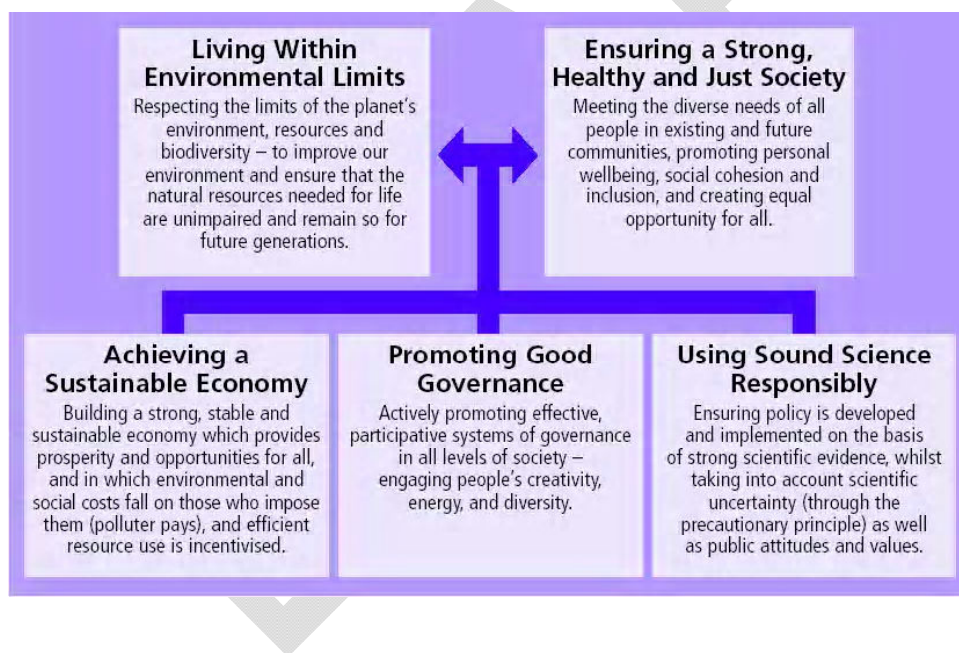 Living Within
Environmental Limits
Respecting the limits of the planet's
environment, resources and
biodiversity – to improve our
environment and ensure that the
natural resources needed for life
are unimpaired and remain so for
future generations.
Ensuring a Strong,
Healthy and Just Society
Meeting the diverse needs of all
people in existing and future
communities, promoting personal
wellbeing, social cohesion and
inclusion, and creating equal
opportunity for all.
Achieving a
Sustainable Economy
Building a strong, stable and
sustainable economy which provides
prosperity and opportunities for all,
and in which environmental and
social costs fall on those who impose
them (polluter pays), and efficient
resource use is incentivised.
Promoting Good
Governance
Actively promoting effective,
participative systems of governance
in all levels of society –
engaging people's creativity,
energy, and diversity.
Using Sound Science
Responsibly
Ensuring policy is developed
and implemented on the basis
of strong scientific evidence, whilst
taking into account scientific
uncertainty (through the
precautionary principle) as well
as public attitudes and values.